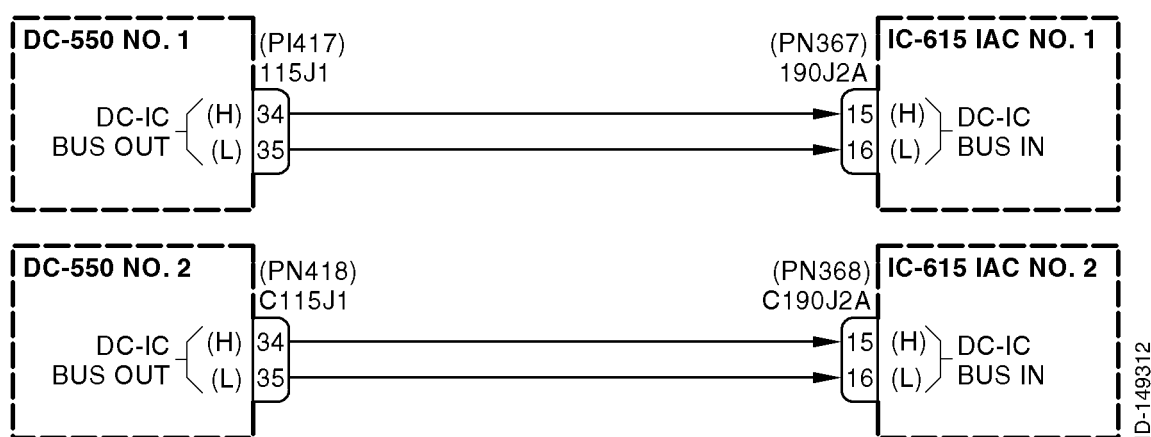 DC-550 NO. 1
(PI417)
115J1
DC-IC
BUS OUT
(H) 34
(L) 35
(PN367)
190J2A
IC-615 IAC NO. 1
15 (H)
16 (L)
DC-IC
BUS IN
DC-550 NO. 2
(PN418)
C115J1
DC-IC
BUS OUT
(H) 34
(L) 35
(PN368)
C190J2A
IC-615 IAC NO. 2
15 (H)
16 (L)
DC-IC
BUS IN
ID-149312